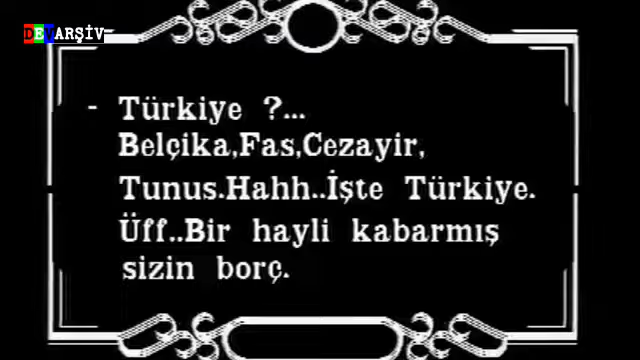 DEVARŞİV
- Türkiye ?...
Belçika,Fas,Cezayir,
Tunus.Hahh..İşte Türkiye.
Üff..Bir hayli kabarmış
sizin borç.